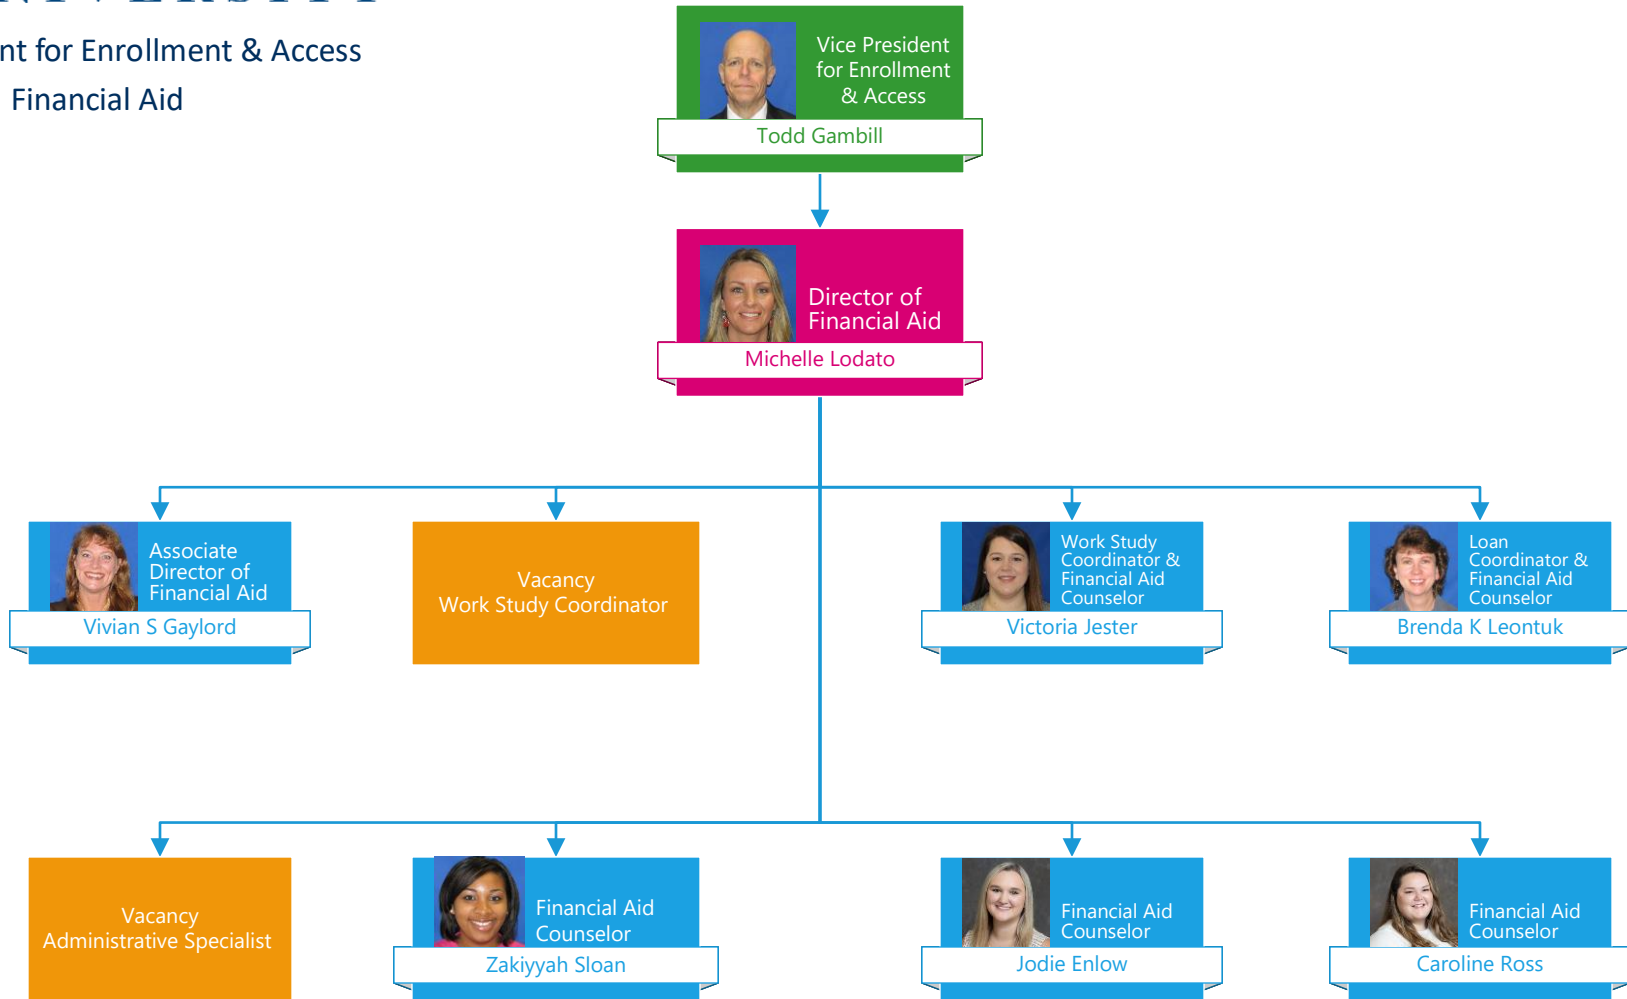 nt for Enrollment & Access
Financial Aid
Vice President
for Enrollment
& Access
Todd Gambill
Director of
Financial Aid
Michelle Lodato
Associate
Director of
Financial Aid
Vivian S Gaylord
Vacancy
Work Study Coordinator
Work Study
Coordinator &
Financial Aid
Counselor
Victoria Jester
Loan
Coordinator &
Financial Aid
Counselor
Brenda K Leontuk
Vacancy
Administrative Specialist
Financial Aid
Counselor
Zakiyyah Sloan
Financial Aid
Counselor
Jodie Enlow
Financial Aid
Counselor
Caroline Ross